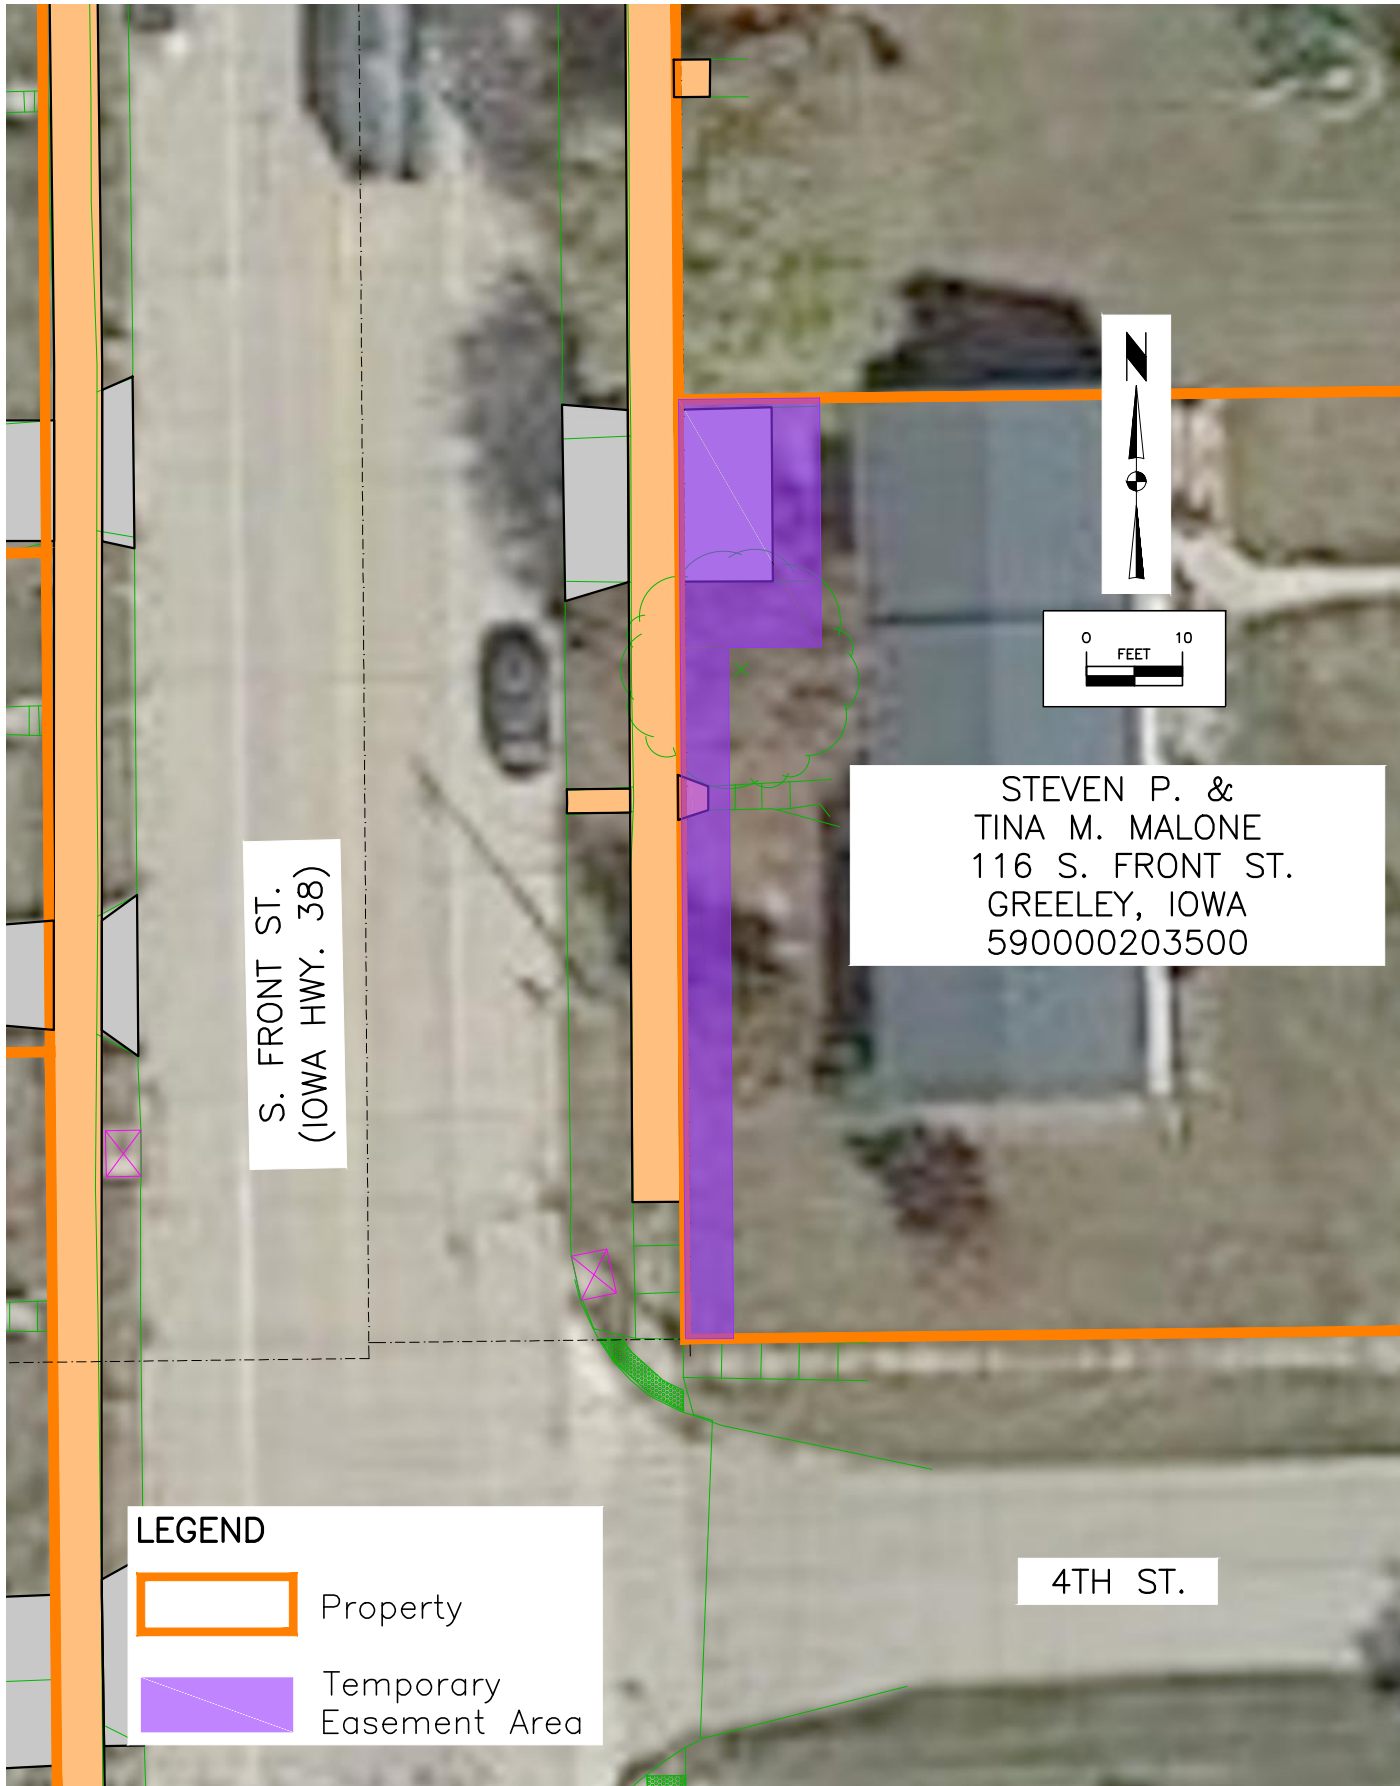 N
0 10
FEET
STEVEN P. &
TINA M. MALONE
116 S. FRONT ST.
GREELEY, IOWA
590000203500
S. FRONT ST.
(IOWA HWY. 38)
LEGEND
Property
Temporary
Easement Area
4TH ST.